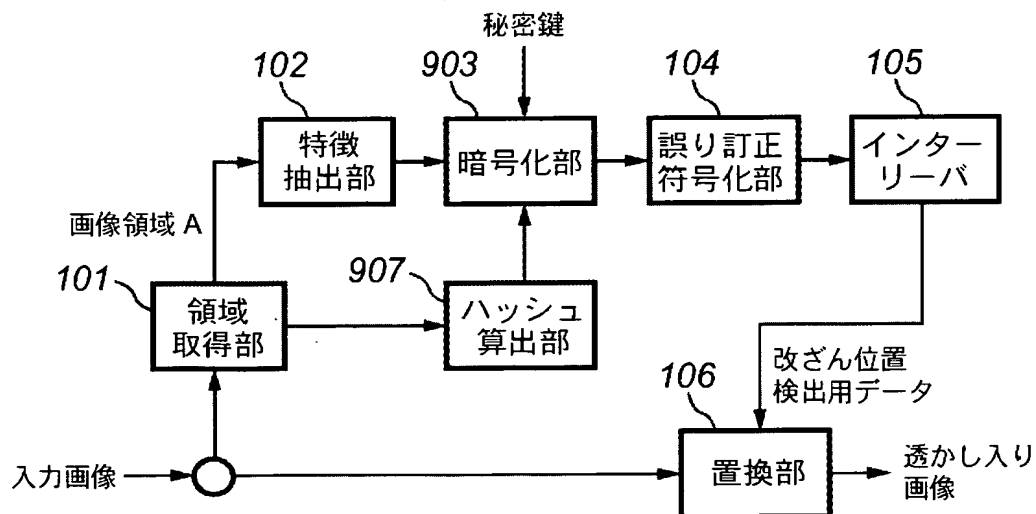 秘密鍵
102
903
104
105
特徴
抽出部
暗号化部
誤り訂正
符号化部
インター
リーバ
画像領域 A
101
907
領域
取得部
ハッシュ
算出部
改ざん位置
検出用データ
106
入力画像
置換部
透かし入り
画像